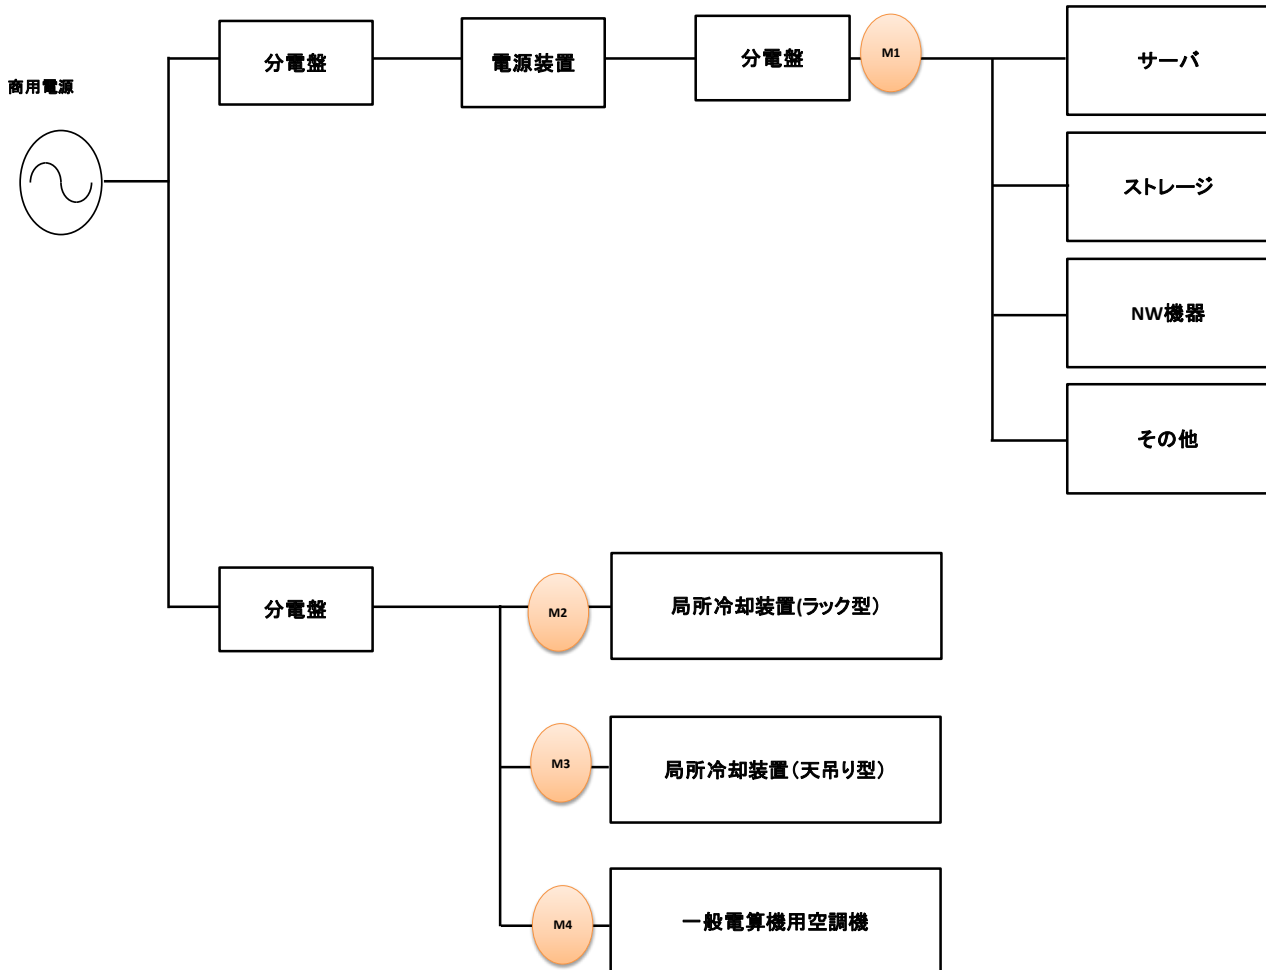 商用電源
分電盤
電源装置
分電盤
M1
サーバ
ストレージ
NW機器
その他
分電盤
M2
局所冷却装置(ラック型)
M3
局所冷却装置(天吊り型)
M4
一般電算機用空調機